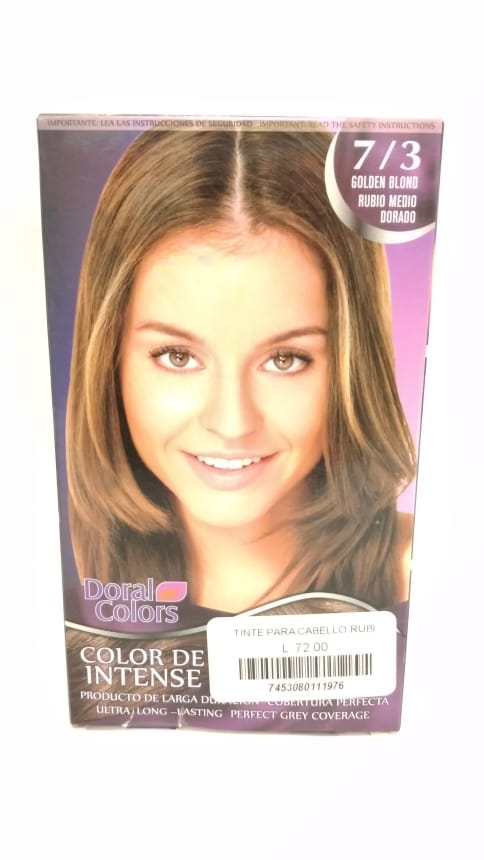 IMPORTANTE: LEA LAS INSTRUCCIONES DE SEGURIDAD - IMPORTANT: READ THE SAFETY INSTRUCTIONS
7/3
GOLDEN BLOND
RUBIO MEDIO
DORADO
Doral
Colors
TINTE PARA CABELLO RUBI
L 72.00
7453080111976
COLOR DE
INTENSE
PRODUCTO DE LARGA DURACIÓN COBERTURA PERFECTA
ULTRA LONG -LASTING PERFECT GREY COVERAGE